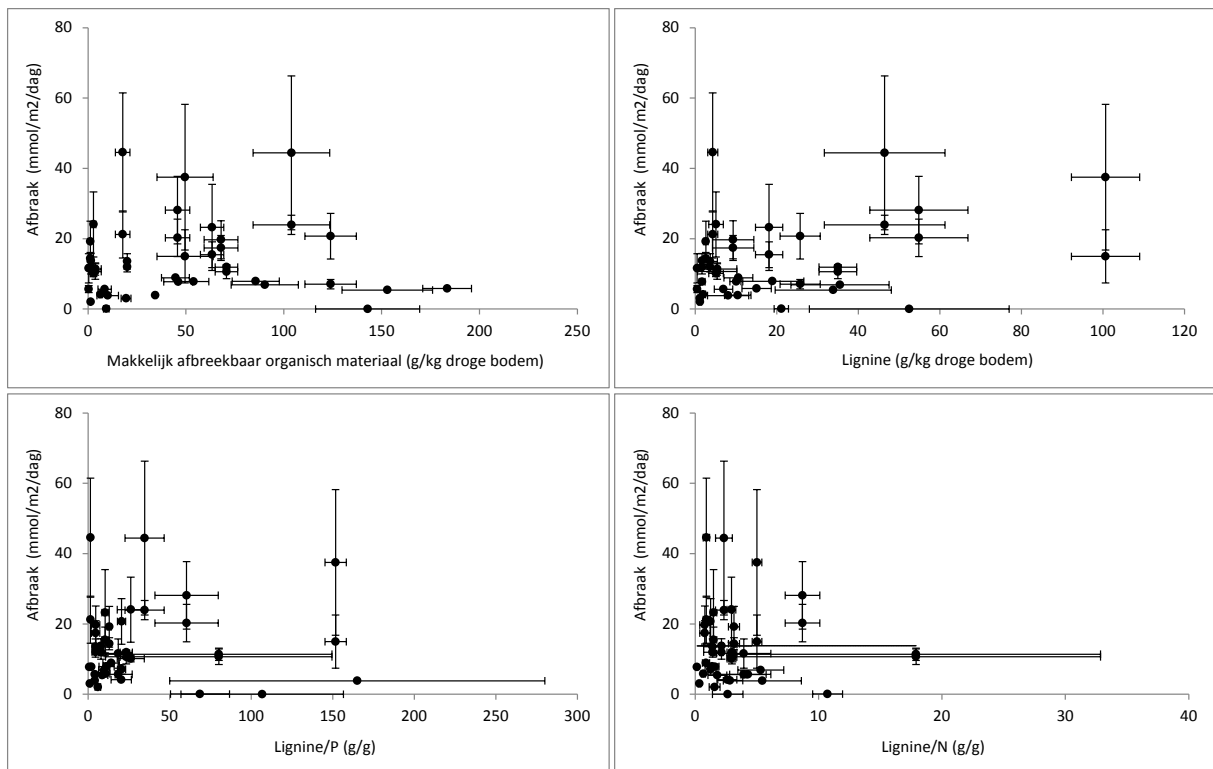 80
60
40
20
0
0 50 100 150 200 250
Afbraak (mmol/m2/dag)
Makkelijk afbreekbaar organisch materiaal (g/kg droge bodem)
80
60
40
20
0
0 20 40 60 80 100 120
Afbraak (mmol/m2/dag)
Lignine (g/kg droge bodem)
80
60
40
20
0
0 50 100 150 200 250 300
Afbraak (mmol/m2/dag)
Lignine/P (g/g)
80
60
40
20
0
0 10 20 30 40
Afbraak (mmol/m2/dag)
Lignine/N (g/g)